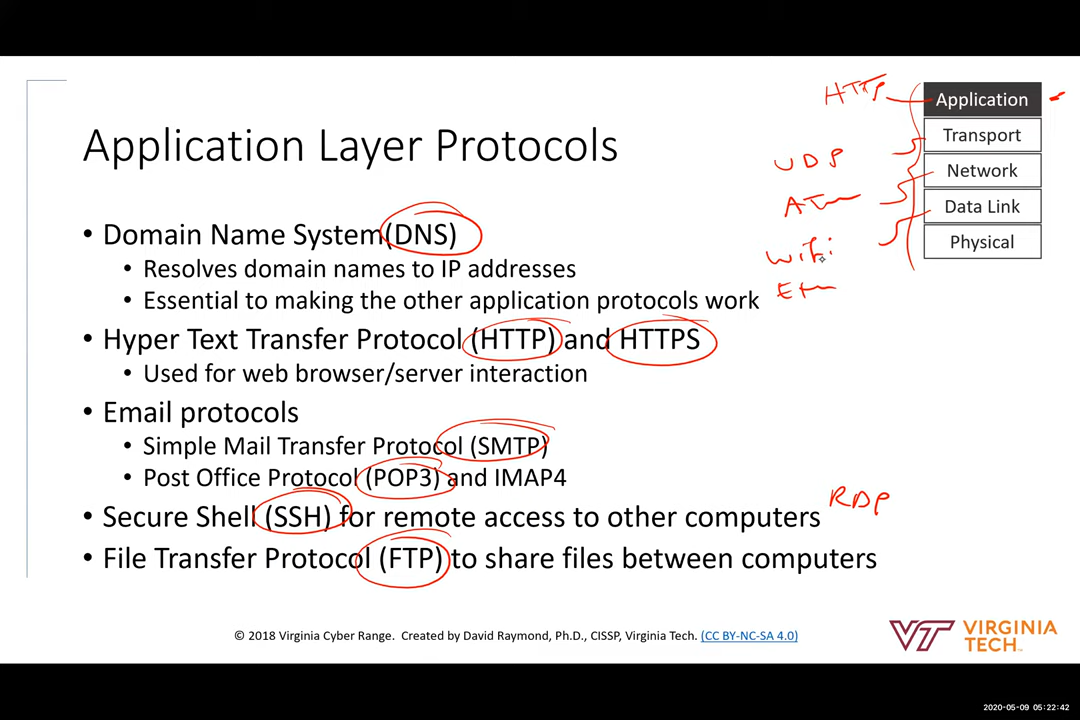 Application Layer Protocols
• Domain Name System(DNS)
• Resolves domain names to IP addresses
• Essential to making the other application protocols work
• Hyper Text Transfer Protocol (HTTP) and HTTPS
• Used for web browser/server interaction
• Email protocols
• Simple Mail Transfer Protocol (SMTP)
• Post Office Protocol (POP3) and IMAP4
• Secure Shell (SSH) for remote access to other computers
• File Transfer Protocol (FTP) to share files between computers
HTTP
UDP
Wifi
RDP
Application
Transport
Network
Data Link
Physical
© 2018 Virginia Cyber Range. Created by David Raymond, Ph.D., CISSP, Virginia Tech. (CC BY-NC-SA 4.0)
VT VIRGINIA
TECH
2020-05-09 05:22:42